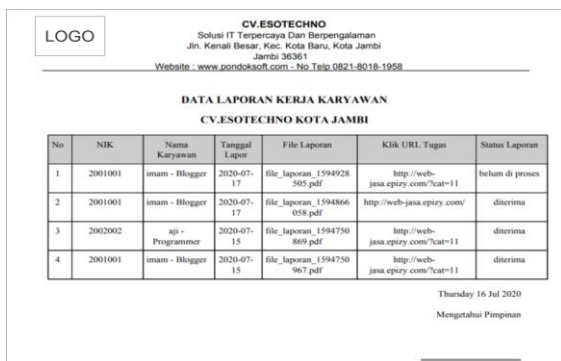 LOGO
CV.ESOTECHNO
Solusi IT Terpercaya Dan Berpengalaman
Jln. Kenali Besar, Kec. Kota Baru, Kota Jambi
Jambi 36361
Website : www.pondoksoft.com - No Telp 0821-8018-1958
DATA LAPORAN KERJA KARYAWAN
CV.ESOTECHNO KOTA JAMBI
No NIK Nama Karyawan Tanggal Lapor File Laporan Klik URL Tugas Status Laporan
1 2001001 imam - Blogger 2020-07-17 file_laporan_1594928505.pdf http://web-jasa.epizy.com/?cat=11 belum di proses
2 2001001 imam - Blogger 2020-07-17 file_laporan_1594866058.pdf http://web-jasa.epizy.com/ diterima
3 2002002 aji - Programmer 2020-07-15 file_laporan_1594750869.pdf http://web-jasa.epizy.com/?cat=11 diterima
4 2001001 imam - Blogger 2020-07-15 file_laporan_1594750967.pdf http://web-jasa.epizy.com/?cat=11 diterima
Thursday 16 Jul 2020
Mengetahui Pimpinan